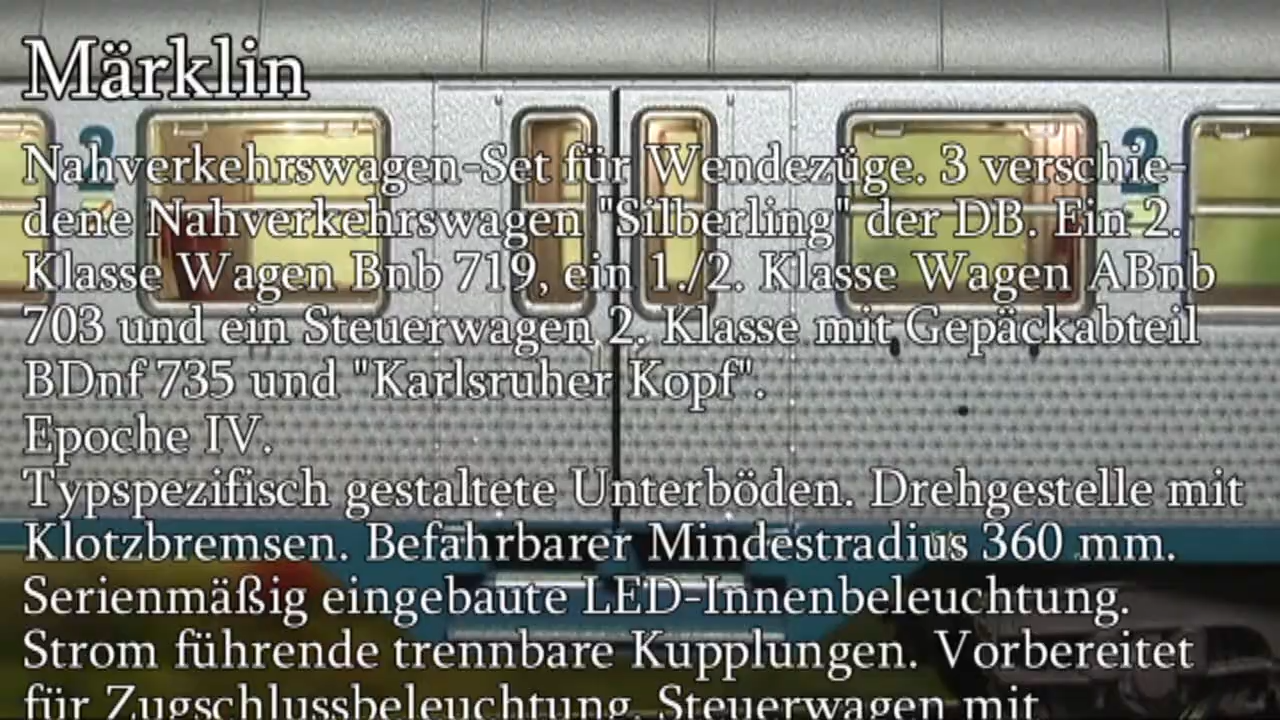 Märklin
2
2
Nahverkehrswagen-Set für Wendezüge. 3 verschie-
dene Nahverkehrswagen "Silberling" der DB. Ein 2.
Klasse Wagen Bnb 719, ein 1./2. Klasse Wagen ABnb
703 und ein Steuerwagen 2. Klasse mit Gepäckabteil
BDnf 735 und "Karlsruher Kopf".
Epoche IV.
Typspezifisch gestaltete Unterböden. Drehgestelle mit
Klotzbremsen. Befahrbarer Mindestradius 360 mm.
Serienmäßig eingebaute LED-Innenbeleuchtung.
Strom führende trennbare Kupplungen. Vorbereitet
für Zugschlussbeleuchtung. Steuerwagen mit